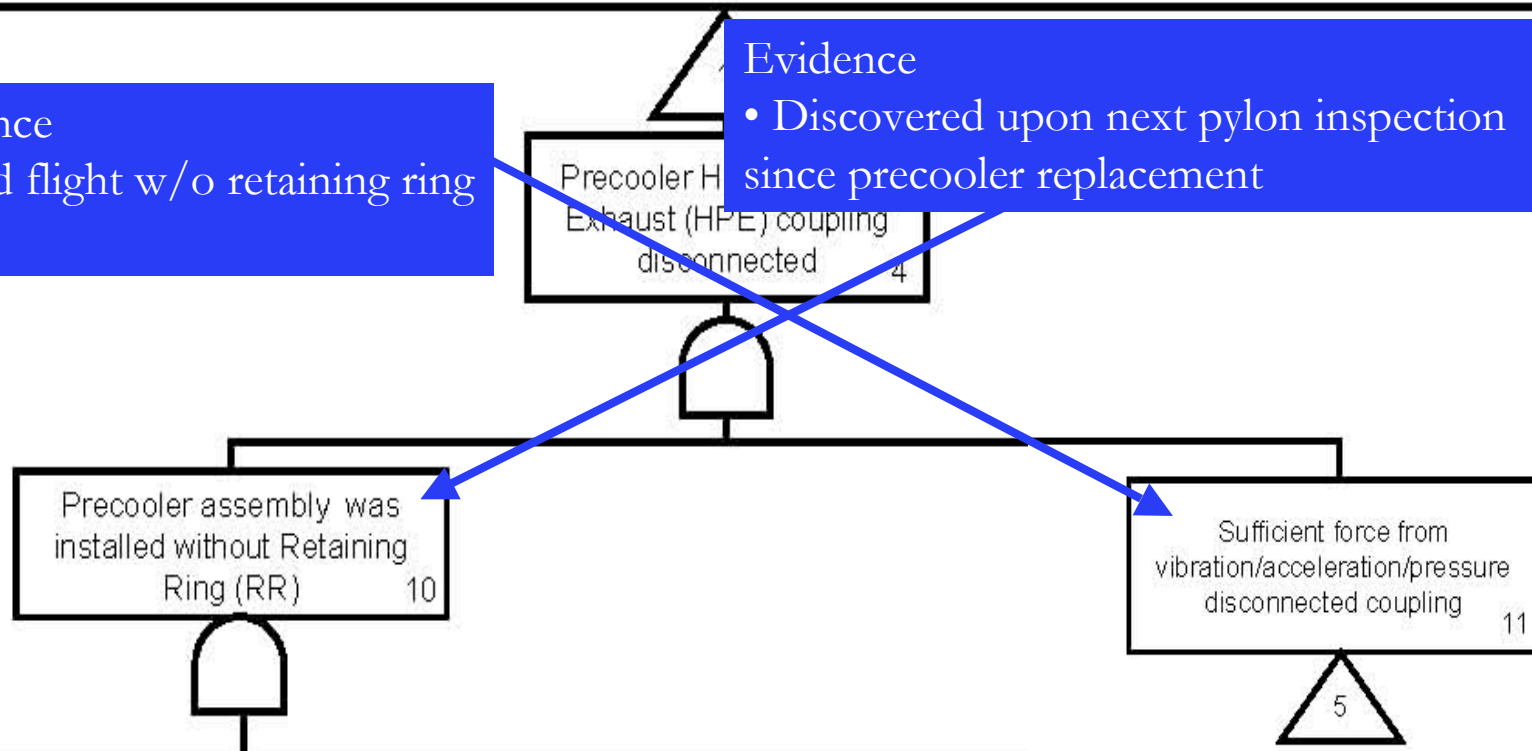 Evidence
• Discovered upon next pylon inspection
since precooler replacement
flight w/o retaining ring
Precooler
Exhaust (HPE) coupling
disconnected
4
Precooler assembly was
installed without Retaining
Ring (RR)
10
Sufficient force from
vibration/acceleration/pressure
disconnected coupling
11
5